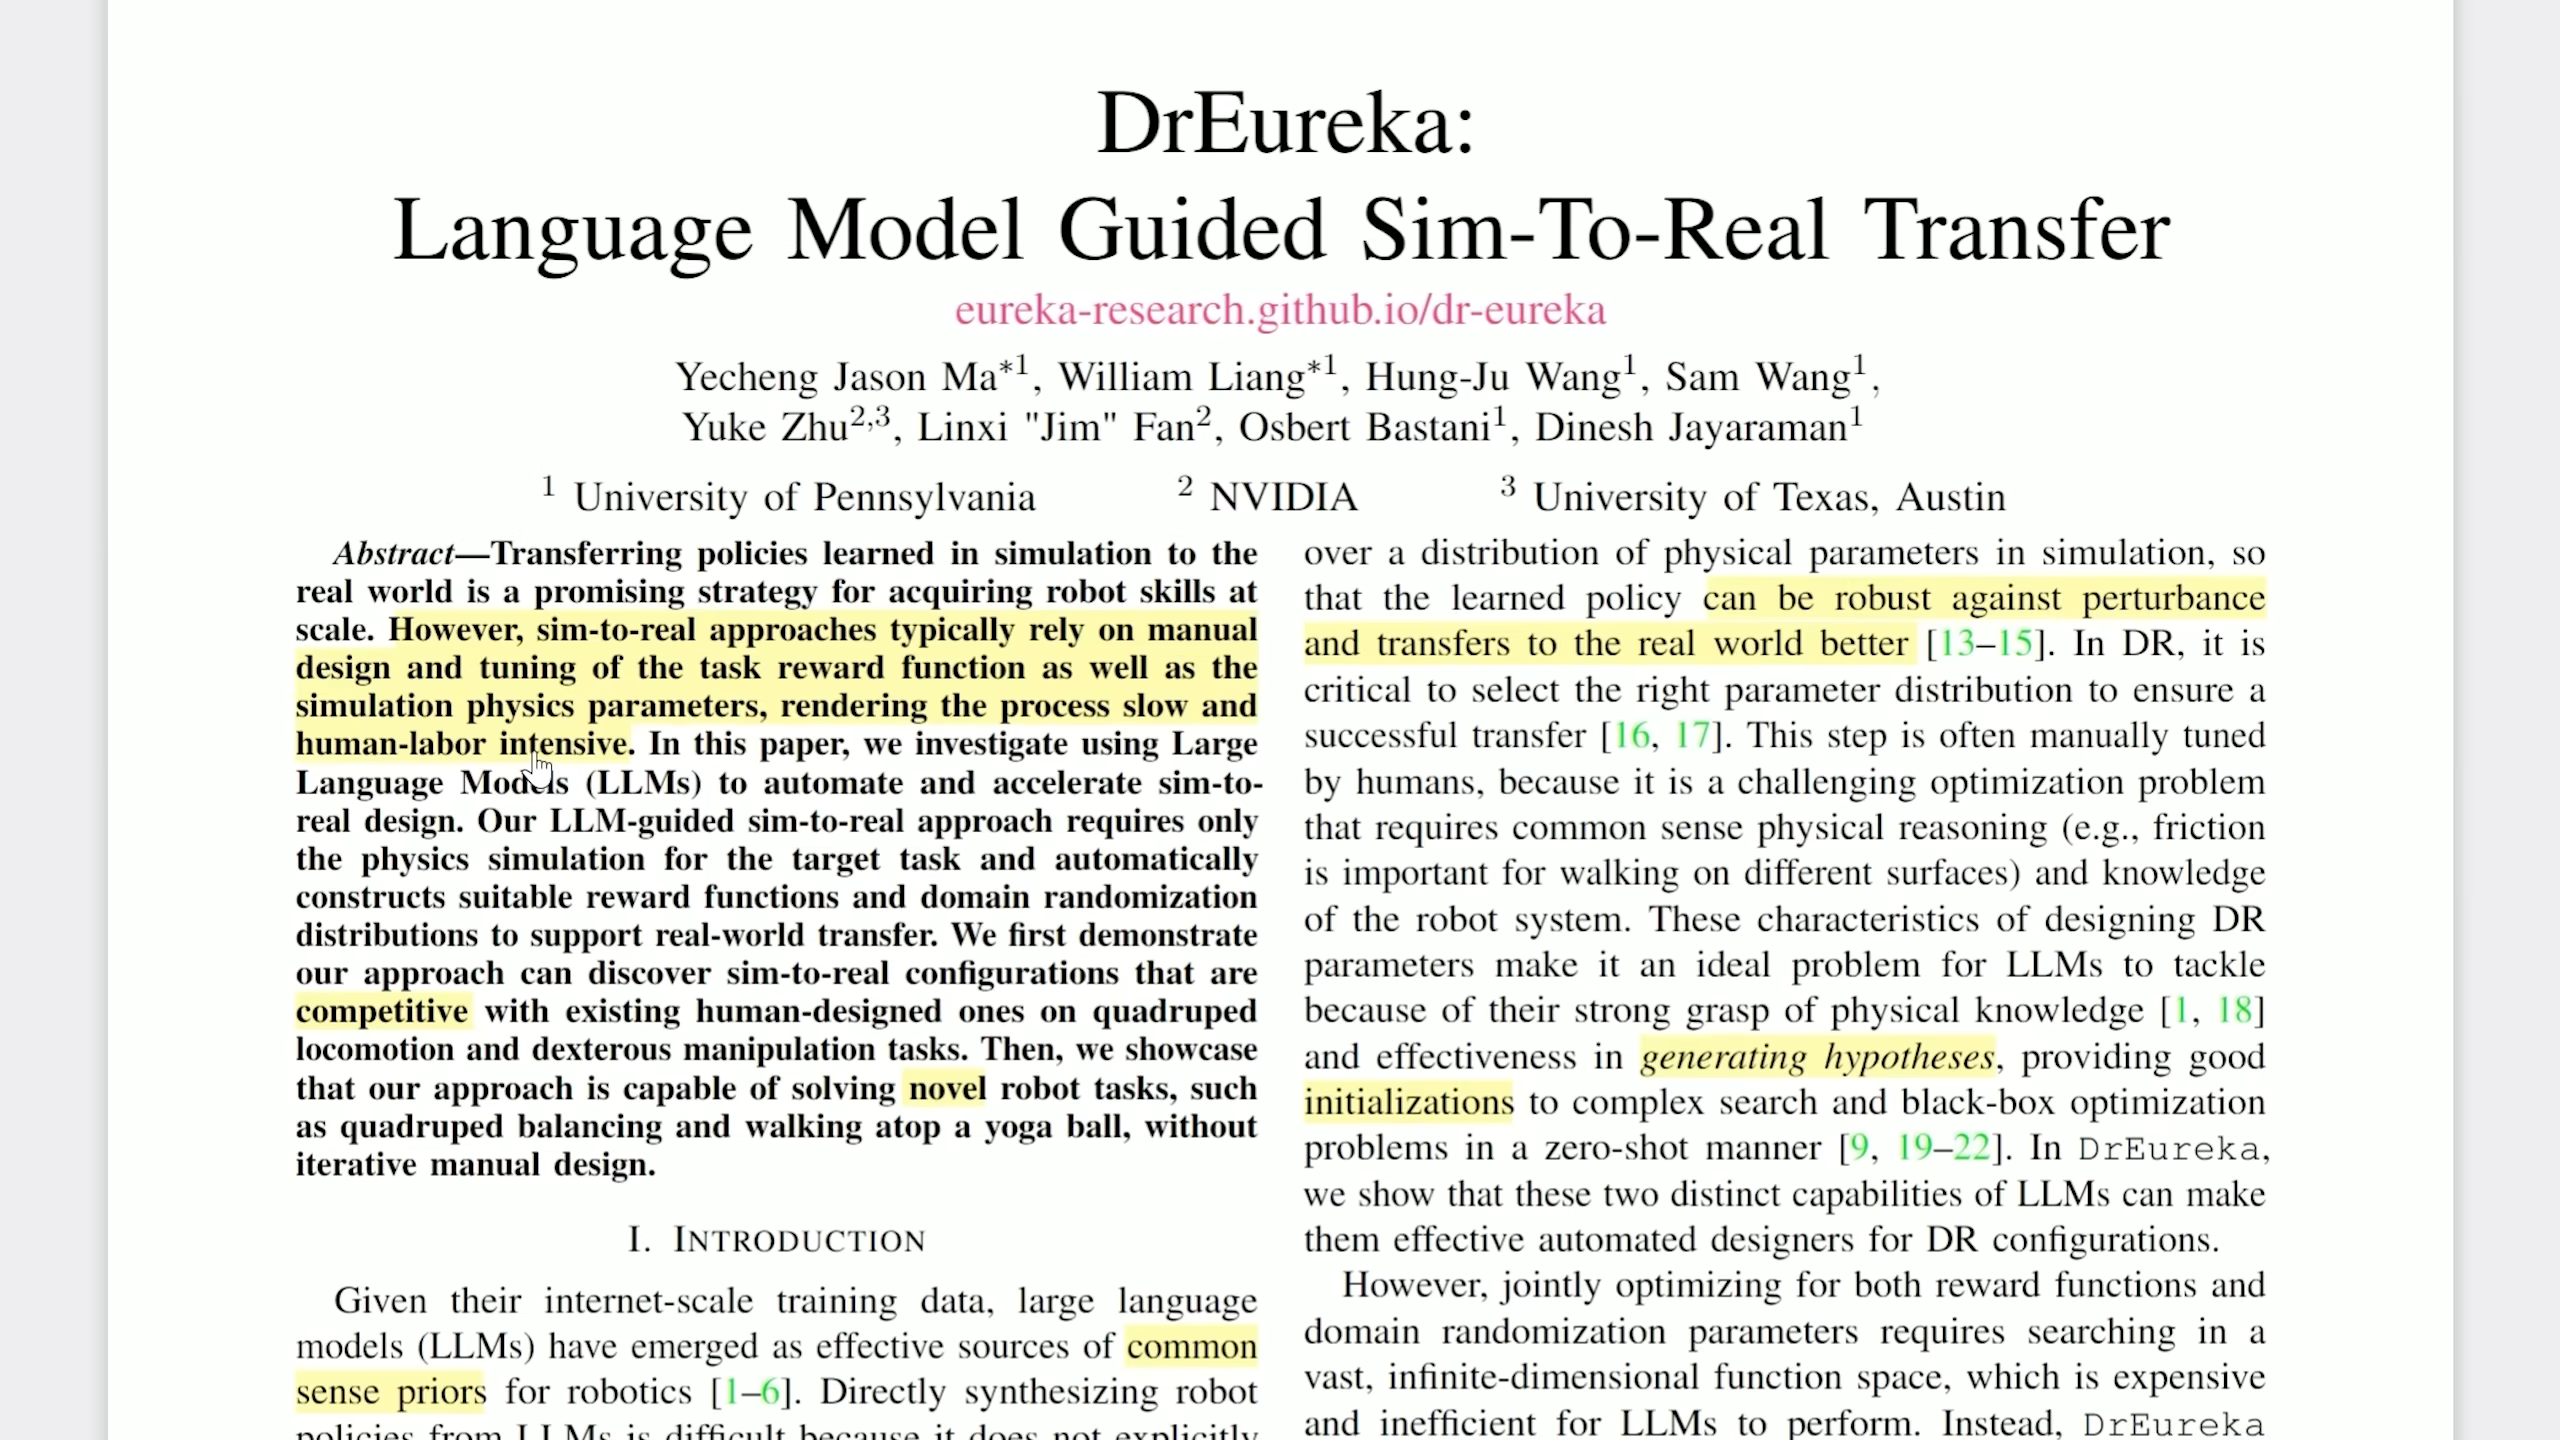 DrEureka:
Language Model Guided Sim-To-Real Transfer
eureka-research.github.io/dr-eureka
Yecheng Jason Ma*1, William Liang*1, Hung-Ju Wang1, Sam Wang1,
Yuke Zhu2,3, Linxi "Jim" Fan2, Osbert Bastani1, Dinesh Jayaraman1
1 University of Pennsylvania 2 NVIDIA 3 University of Texas, Austin
Abstract—Transferring policies learned in simulation to the
real world is a promising strategy for acquiring robot skills at
scale. However, sim-to-real approaches typically rely on manual
design and tuning of the task reward function as well as the
simulation physics parameters, rendering the process slow and
human-labor intensive. In this paper, we investigate using Large
Language Models (LLMs) to automate and accelerate sim-to-
real design. Our LLM-guided sim-to-real approach requires only
the physics simulation for the target task and automatically
constructs suitable reward functions and domain randomization
distributions to support real-world transfer. We first demonstrate
our approach can discover sim-to-real configurations that are
competitive with existing human-designed ones on quadruped
locomotion and dexterous manipulation tasks. Then, we showcase
that our approach is capable of solving novel robot tasks, such
as quadruped balancing and walking atop a yoga ball, without
iterative manual design.
I. INTRODUCTION
Given their internet-scale training data, large language
models (LLMs) have emerged as effective sources of common
sense priors for robotics [1–6]. Directly synthesizing robot
policies from LLMs is difficult because it does not explicitly
over a distribution of physical parameters in simulation, so
that the learned policy can be robust against perturbance
and transfers to the real world better [13–15]. In DR, it is
critical to select the right parameter distribution to ensure a
successful transfer [16, 17]. This step is often manually tuned
by humans, because it is a challenging optimization problem
that requires common sense physical reasoning (e.g., friction
is important for walking on different surfaces) and knowledge
of the robot system. These characteristics of designing DR
parameters make it an ideal problem for LLMs to tackle
because of their strong grasp of physical knowledge [1, 18]
and effectiveness in generating hypotheses, providing good
initializations to complex search and black-box optimization
problems in a zero-shot manner [9, 19–22]. In DrEureka,
we show that these two distinct capabilities of LLMs can make
them effective automated designers for DR configurations.
However, jointly optimizing for both reward functions and
domain randomization parameters requires searching in a
vast, infinite-dimensional function space, which is expensive
and inefficient for LLMs to perform. Instead, DrEureka